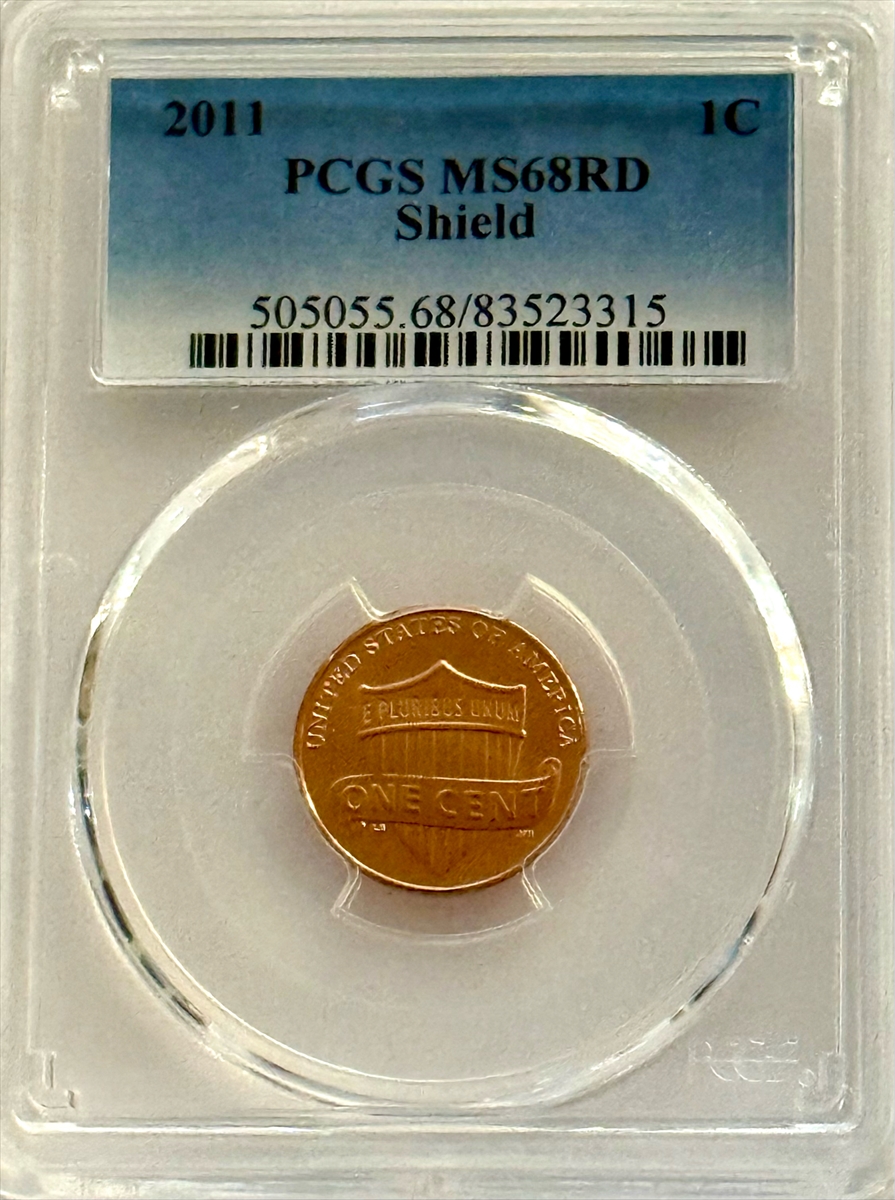 2011 1C
PCGS MS68RD
Shield
505055.68/83523315
UNITED STATES OF AMERICA
E PLURIBUS UNUM
ONE CENT